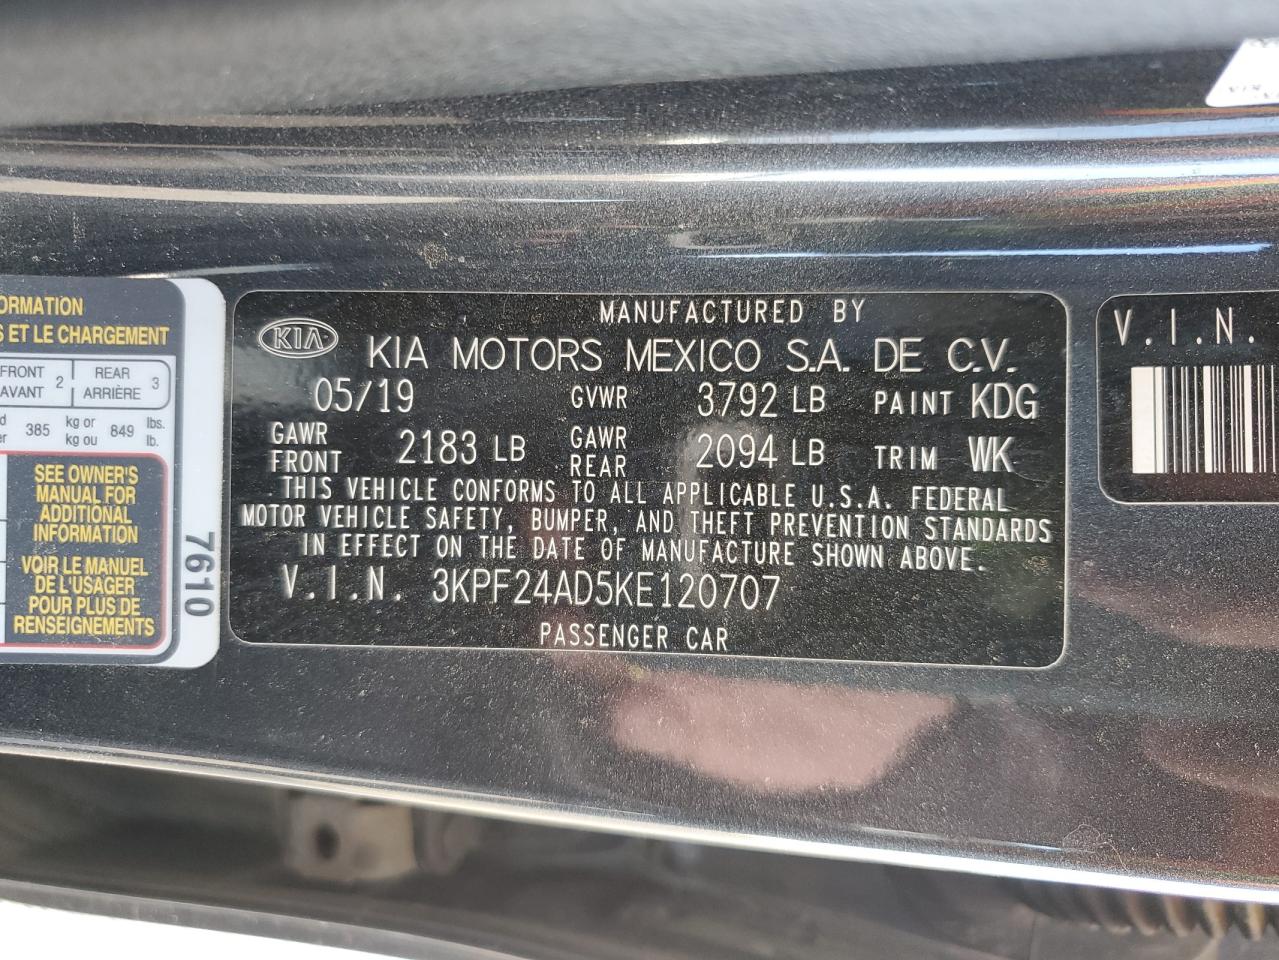 ORMATION
S ET LE CHARGEMENT
FRONT
AVANT 2
REAR
ARRIÈRE 3
385 kg or
kg ou 849 lbs.
lb.
SEE OWNER'S
MANUAL FOR
ADDITIONAL
INFORMATION
VOIR LE MANUEL
DE L'USAGER
POUR PLUS DE
RENSEIGNEMENTS
7610
MANUFACTURED BY
KIA KIA MOTORS MEXICO S.A. DE C.V.
05/19 GVWR 3792 LB PAINT KDG
GAWR
FRONT 2183 LB GAWR
REAR 2094 LB TRIM WK
THIS VEHICLE CONFORMS TO ALL APPLICABLE U.S.A. FEDERAL
MOTOR VEHICLE SAFETY, BUMPER, AND THEFT PREVENTION STANDARDS
IN EFFECT ON THE DATE OF MANUFACTURE SHOWN ABOVE.
V.I.N. 3KPF24AD5KE120707
PASSENGER CAR
V.I.N.